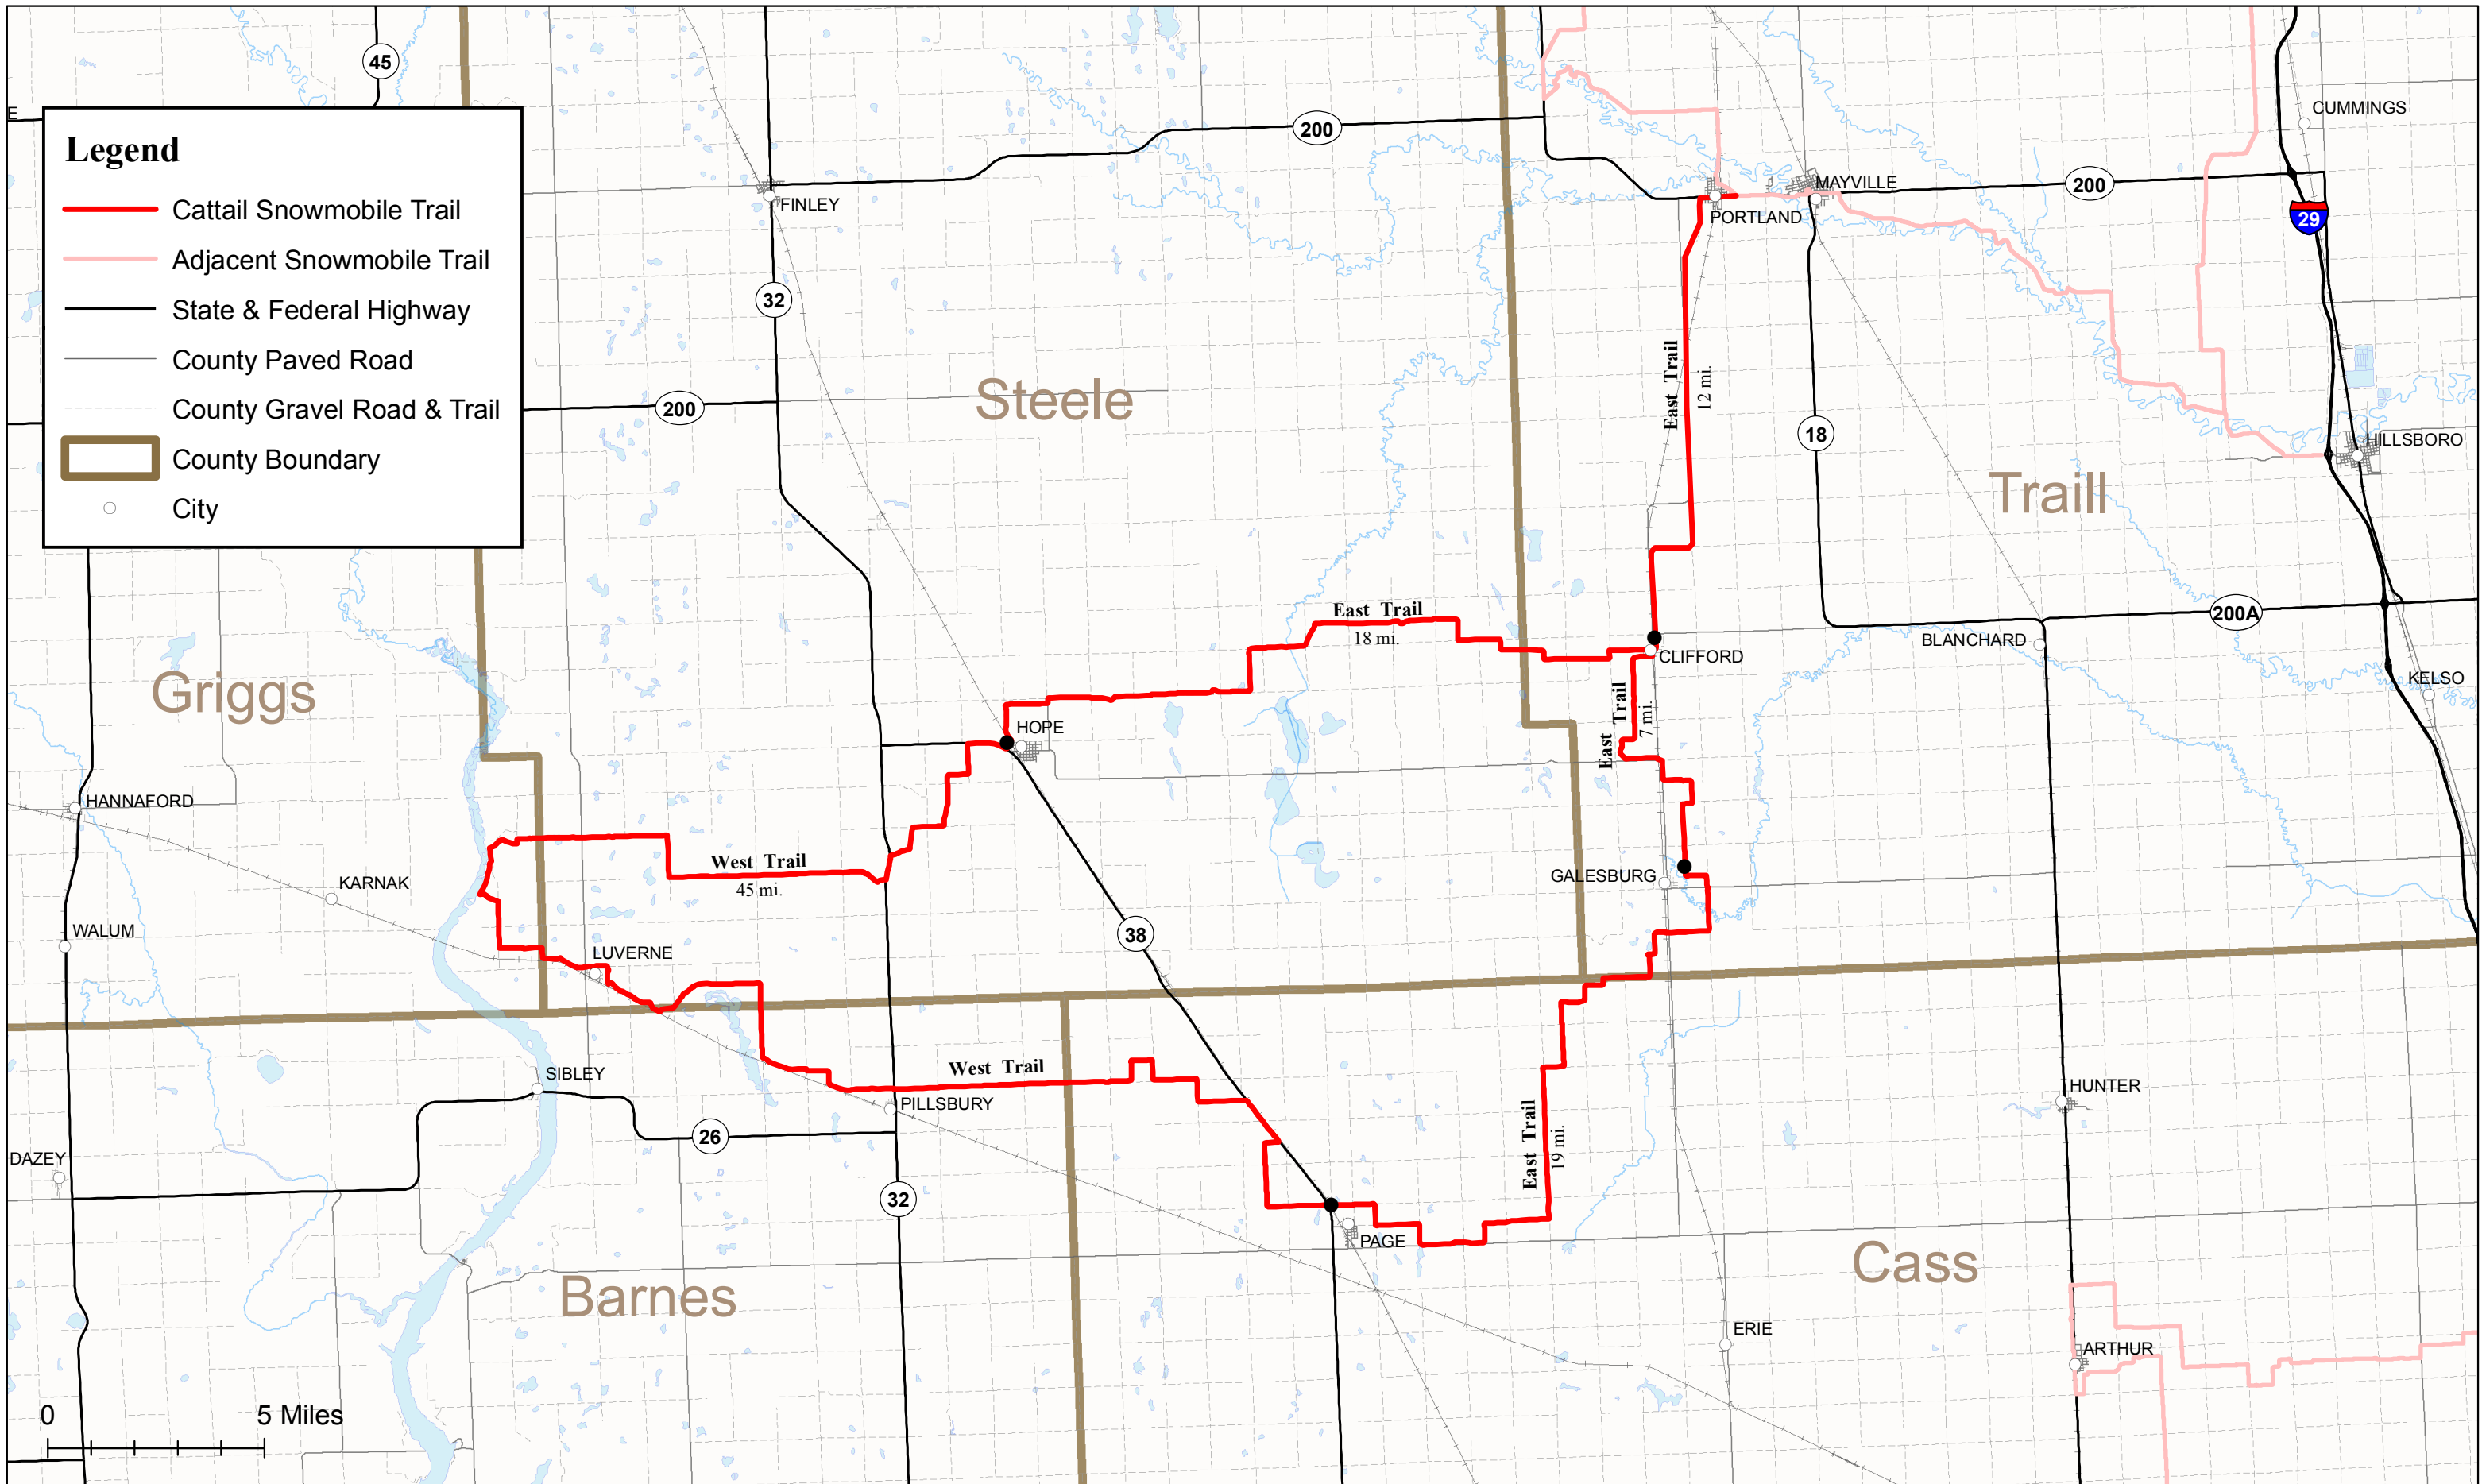 45
E
Legend
Cattail Snowmobile Trail
Adjacent Snowmobile Trail
State & Federal Highway
County Paved Road
County Gravel Road & Trail
County Boundary
City
CUMMINGS
200
FINLEY
MAYVILLE
200
PORTLAND
29
32
East Trail
12 mi.
200
Steele
18
HILLSBORO
Traill
East Trail
18 mi.
200A
BLANCHARD
CLIFFORD
KELSO
Griggs
East Trail
7 mi.
HOPE
HANNAFORD
West Trail
45 mi.
KARNAK
GALESBURG
WALUM
38
LUVERNE
SIBLEY
West Trail
PILLSBURY
HUNTER
26
East Trail
19 mi.
DAZEY
32
PAGE
Cass
Barnes
ERIE
ARTHUR
0 5 Miles